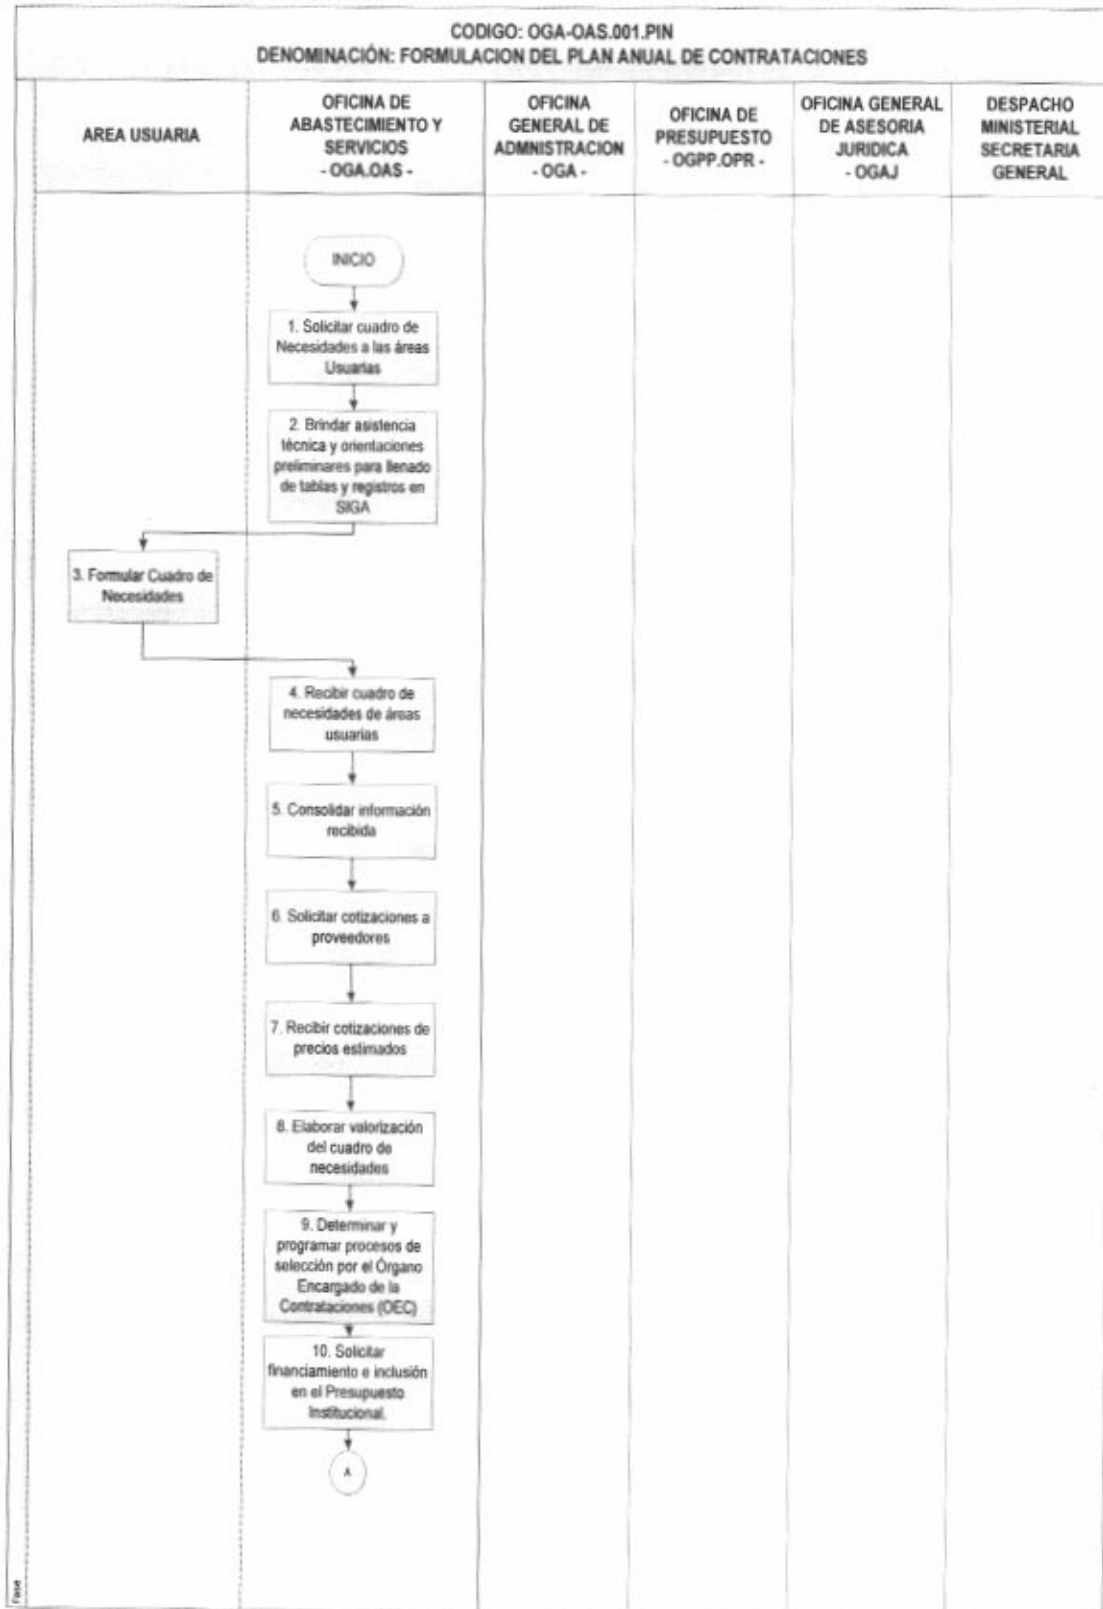 CODIGO: OGA-OAS.001.PIN
DENOMINACIÓN: FORMULACION DEL PLAN ANUAL DE CONTRATACIONES
AREA USUARIA
OFICINA DE
ABASTECIMIENTO Y
SERVICIOS
- OGA.OAS -
OFICINA
GENERAL DE
ADMNISTRACION
- OGA -
OFICINA DE
PRESUPUESTO
- OGPP.OPR -
OFICINA GENERAL
DE ASESORIA
JURIDICA
- OGAJ
DESPACHO
MINISTERIAL
SECRETARIA
GENERAL
INICIO
1. Solicitar cuadro de
Necesidades a las áreas
Usuarias
2. Brindar asistencia
técnica y orientaciones
preliminares para llenado
de tablas y registros en
SIGA
3. Formular Cuadro de
Necesidades
4. Recibir cuadro de
necesidades de áreas
usuarias
5. Consolidar información
recibida
6. Solicitar cotizaciones a
proveedores
7. Recibir cotizaciones de
precios estimados
8. Elaborar valorización
del cuadro de
necesidades
9. Determinar y
programar procesos de
selección por el Órgano
Encargado de la
Contrataciones (OEC)
10. Solicitar
financiamiento e inclusión
en el Presupuesto
Institucional.
A
Fase